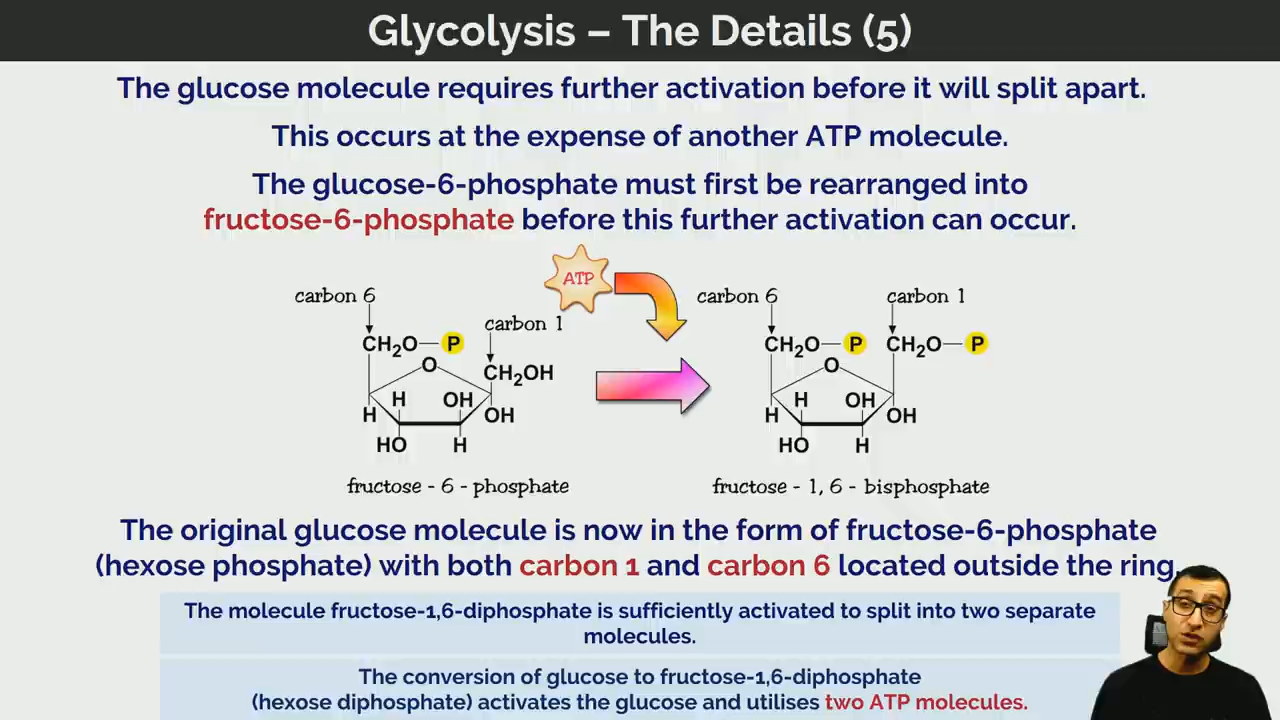 Glycolysis – The Details (5)
The glucose molecule requires further activation before it will split apart.
This occurs at the expense of another ATP molecule.
The glucose-6-phosphate must first be rearranged into
fructose-6-phosphate before this further activation can occur.
ATP
carbon 6
carbon 1
CH2O P
O
CH2OH
H
H
OH
OH
HO
H
fructose - 6 - phosphate
carbon 6
carbon 1
CH2O P
CH2O P
O
H
H
OH
OH
HO
H
fructose - 1, 6 - bisphosphate
The original glucose molecule is now in the form of fructose-6-phosphate
(hexose phosphate) with both carbon 1 and carbon 6 located outside the ring.
The molecule fructose-1,6-diphosphate is sufficiently activated to split into two separate
molecules.
The conversion of glucose to fructose-1,6-diphosphate
(hexose diphosphate) activates the glucose and utilises two ATP molecules.